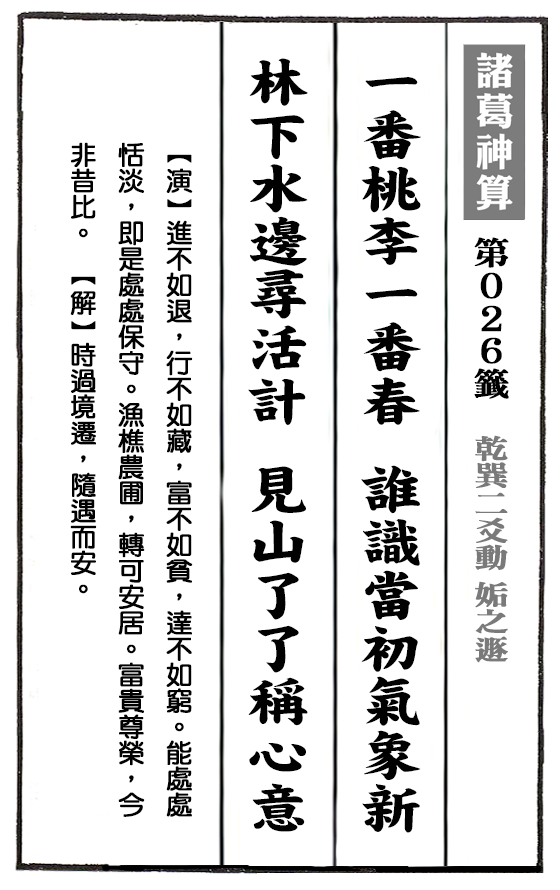 諸葛神算 第026籤 乾巽二爻動 姤之遯
一番桃李一番春 誰識當初氣象新
林下水邊尋活計 見山了了稱心意
【演】進不如退，行不如藏，富不如貧，達不如窮。能處處
恬淡，即是處處保守。漁樵農圃，轉可安居。富貴尊榮，今
非昔比。 【解】時過境遷，隨遇而安。